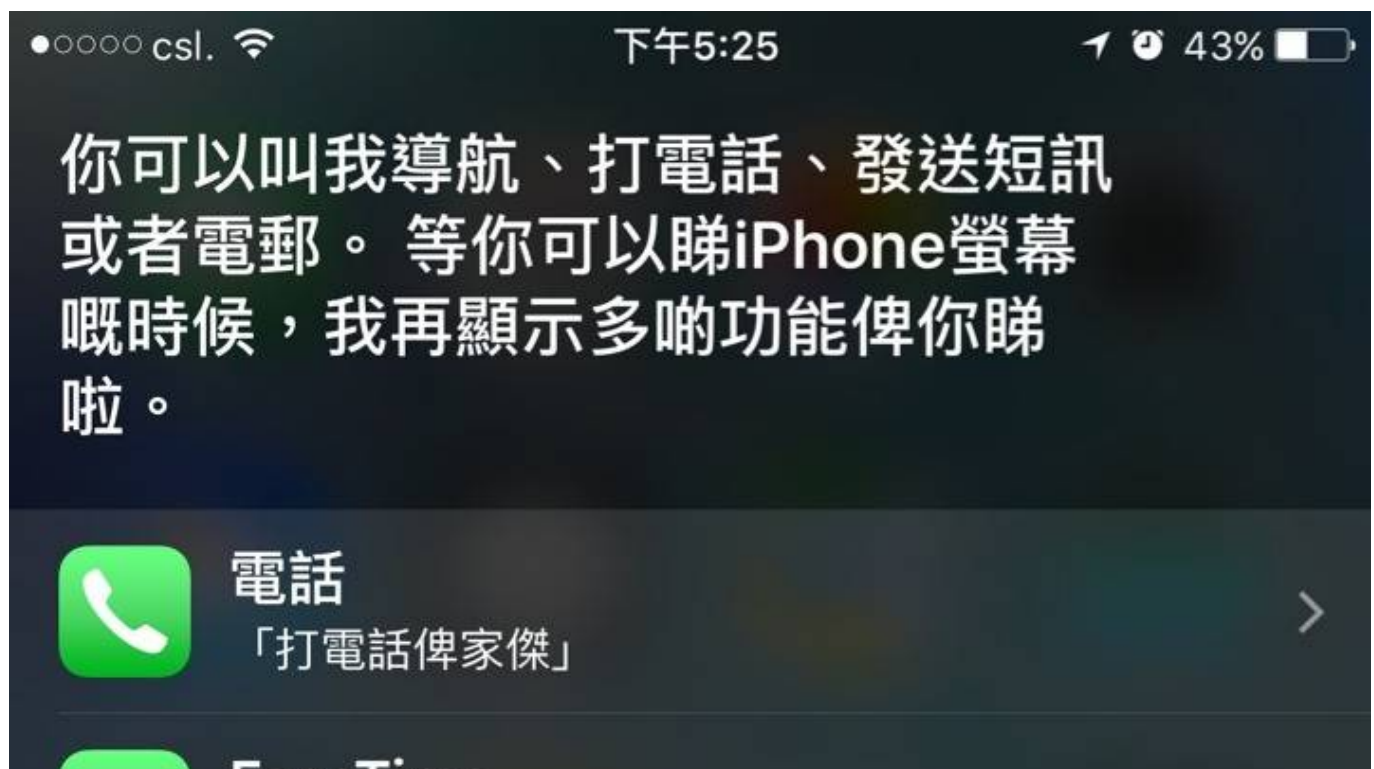 csl. 下午5:25 43%
你可以叫我導航、打電話、發送短訊
或者電郵。 等你可以睇iPhone螢幕
嘅時候，我再顯示多啲功能俾你睇
啦。
電話
「打電話俾家傑」